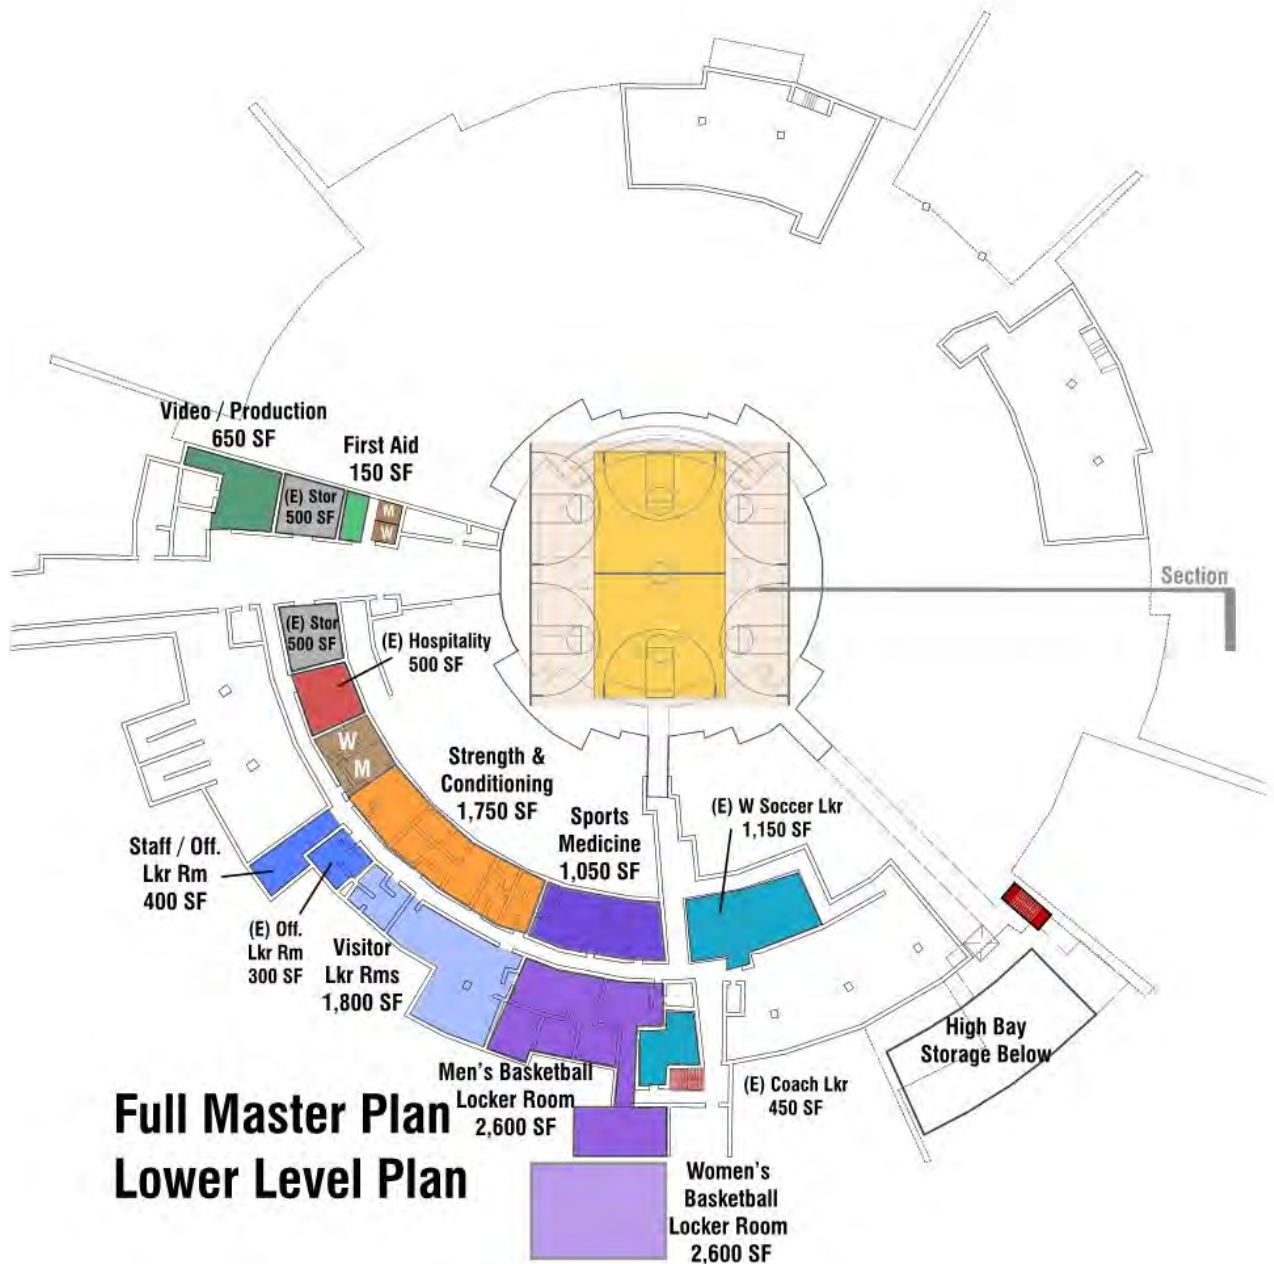 Video / Production
650 SF
First Aid
150 SF
(E) Stor
500 SF
M
W
Section
(E) Stor
500 SF
(E) Hospitality
500 SF
W
M
Strength &
Conditioning
1,750 SF
Sports
Medicine
1,050 SF
(E) W Soccer Lkr
1,150 SF
Staff / Off.
Lkr Rm
400 SF
(E) Off.
Lkr Rm
300 SF
Visitor
Lkr Rms
1,800 SF
High Bay
Storage Below
Men's Basketball
Locker Room
2,600 SF
(E) Coach Lkr
450 SF
Full Master Plan
Lower Level Plan
Women's
Basketball
Locker Room
2,600 SF